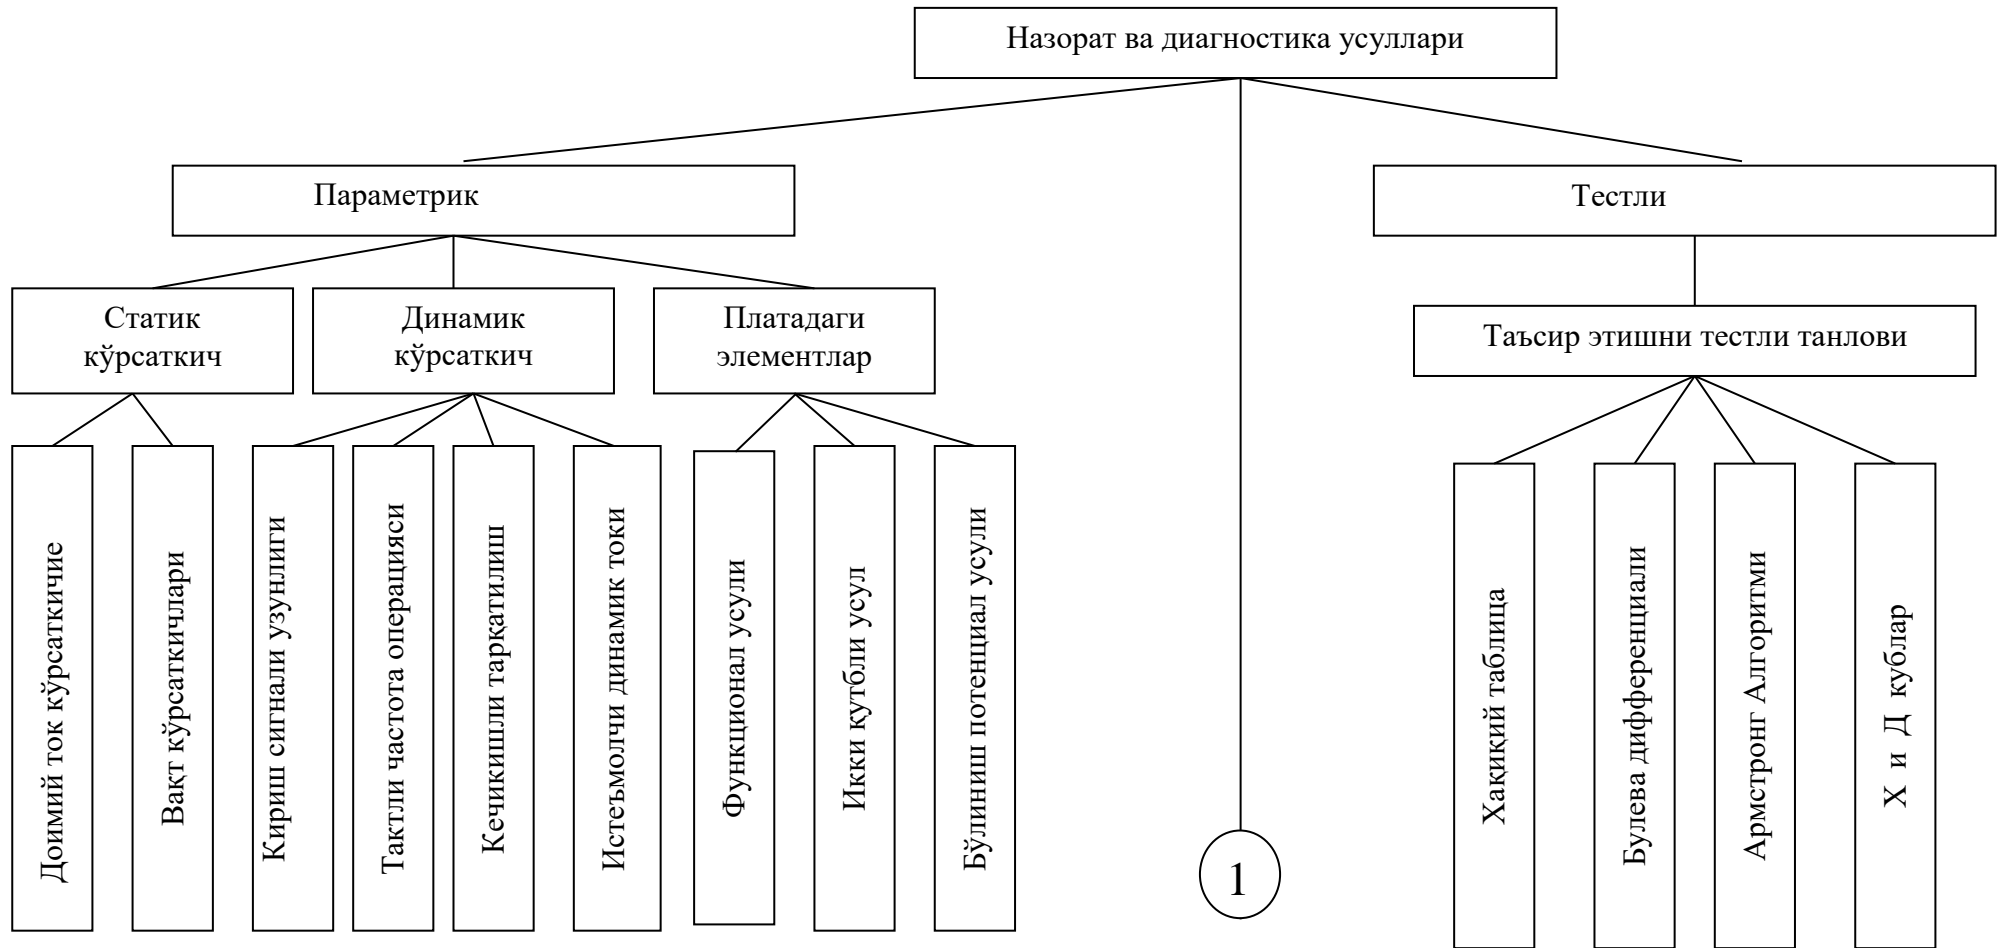 Назорат ва диагностика усуллари
Параметрик
Тестли
Статик
кўрсаткич
Динамик
кўрсаткич
Платадаги
элементлар
Таъсир этишни тестли танлови
Доимий ток кўрсаткичие
Вақт кўрсаткичлари
Кириш сигнали узунлиги
Тактли частота операцияси
Кечикишли тарқатилиш
Истеъмолчи динамик токи
Функционал усули
Икки қутбли усул
Бўлиниш потенциал усули
1
Хақиқий таблица
Булева дифференциали
Армстронг Алгоритми
Х и Д кублар